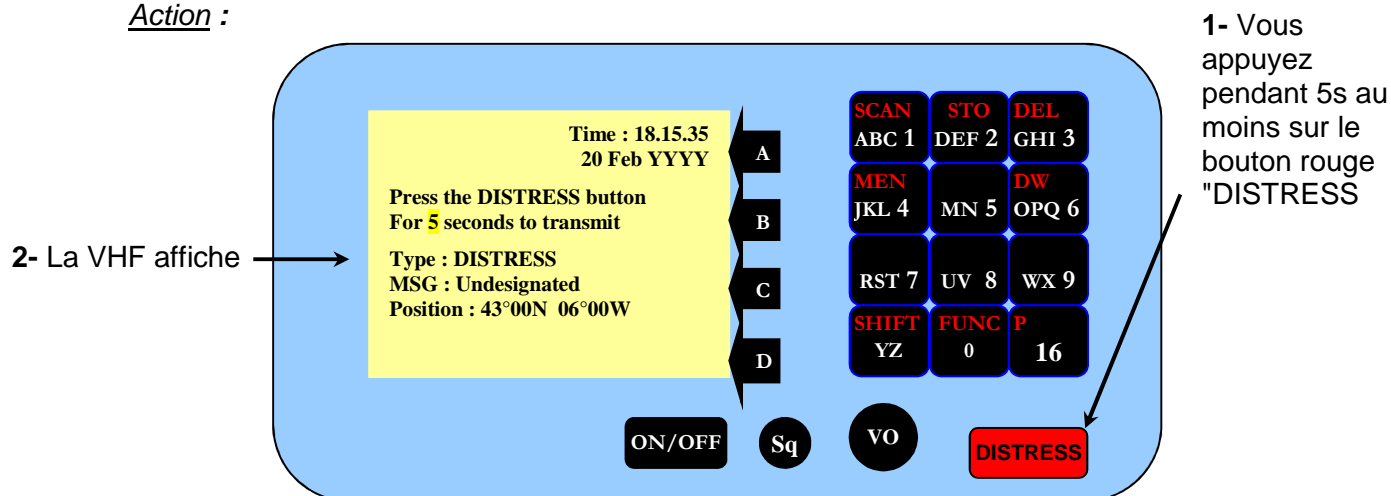 Action :
1- Vous
appuyez
pendant 5s au
moins sur le
bouton rouge
"DISTRESS
2- La VHF affiche
Time : 18.15.35
20 Feb YYYY
Press the DISTRESS button
For 5 seconds to transmit
Type : DISTRESS
MSG : Undesignated
Position : 43°00N 06°00W
A
B
C
D
SCAN STO DEL
ABC 1 DEF 2 GHI 3
MEN DW
JKL 4 MN 5 OPQ 6
RST 7 UV 8 WX 9
SHIFT FUNC P
YZ 0 16
ON/OFF Sq VO DISTRESS